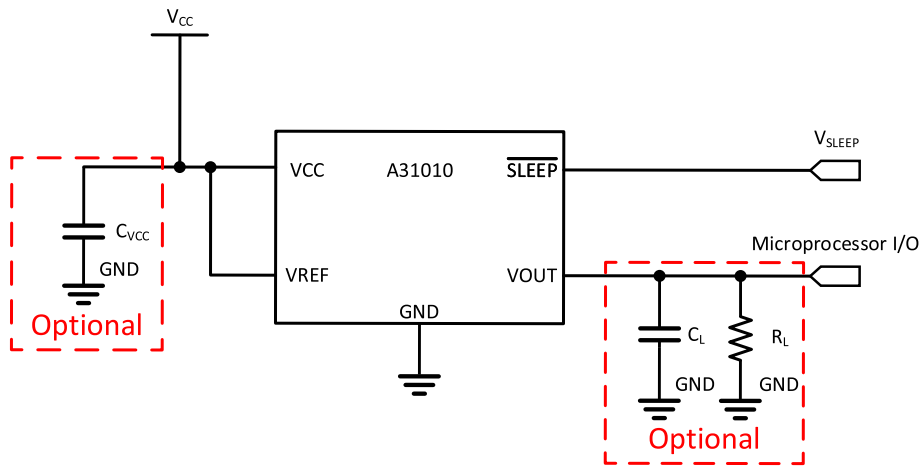 VCC
VCC
A31010
SLEEP
VSLEEP
CVCC
GND
Optional
VREF
VOUT
Microprocessor I/O
GND
CL
RL
GND
GND
Optional